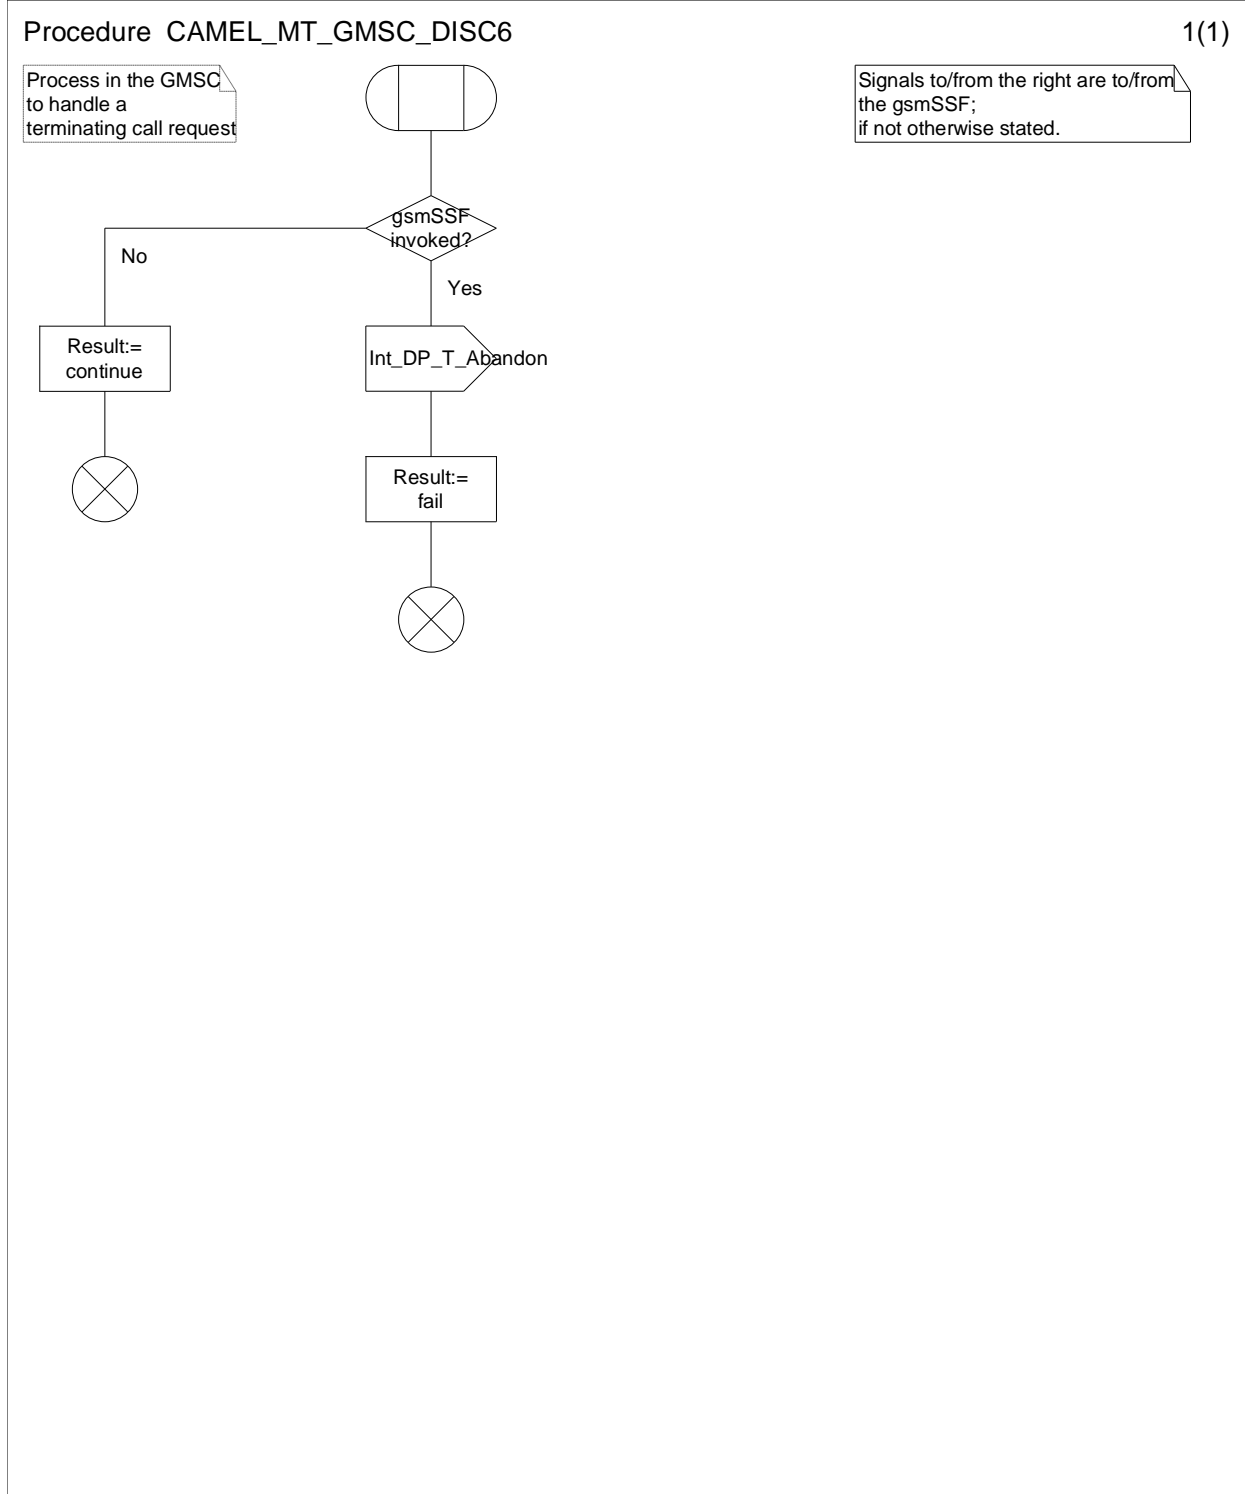 Procedure CAMEL_MT_GMSC_DISC6
1(1)
Process in the GMSC
to handle a
terminating call request
Signals to/from the right are to/from
the gsmSSF;
if not otherwise stated.
gsmSSF
invoked?
No
Yes
Result:=
continue
Int_DP_T_Abandon
Result:=
fail